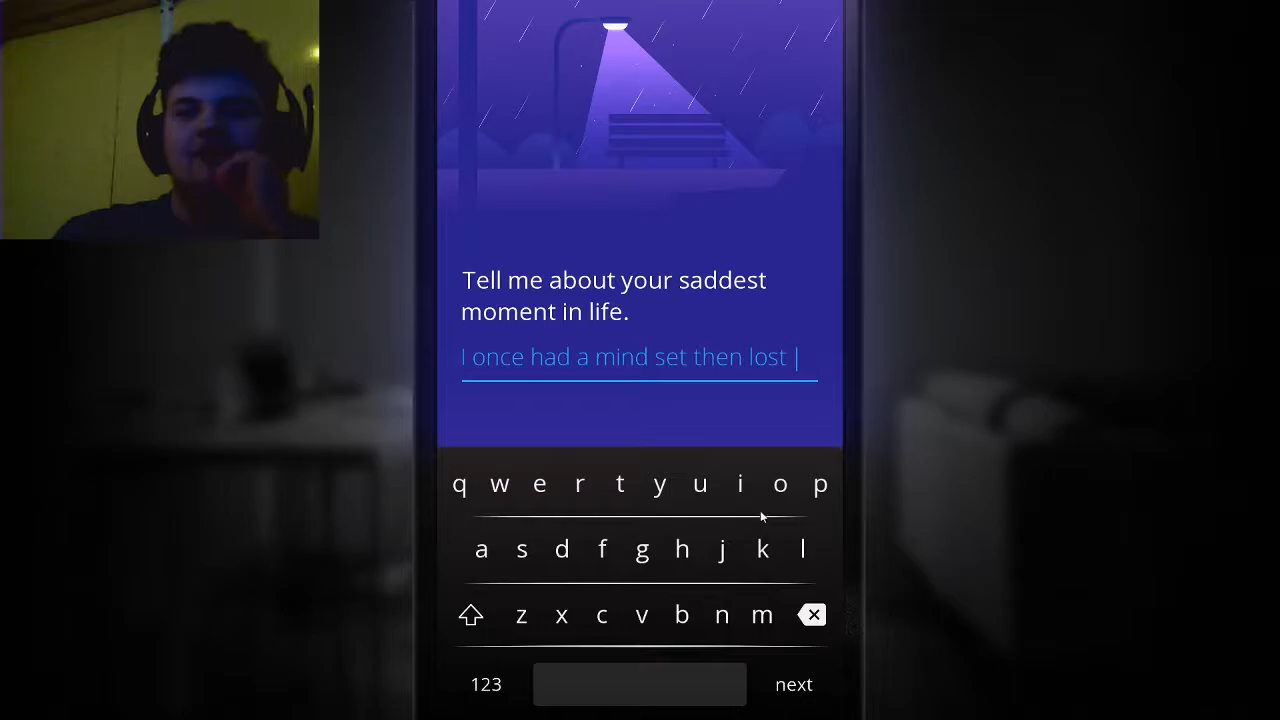 Tell me about your saddest
moment in life.
I once had a mind set then lost
q w e r t y u i o p
a s d f g h j k l
z x c v b n m
123 next